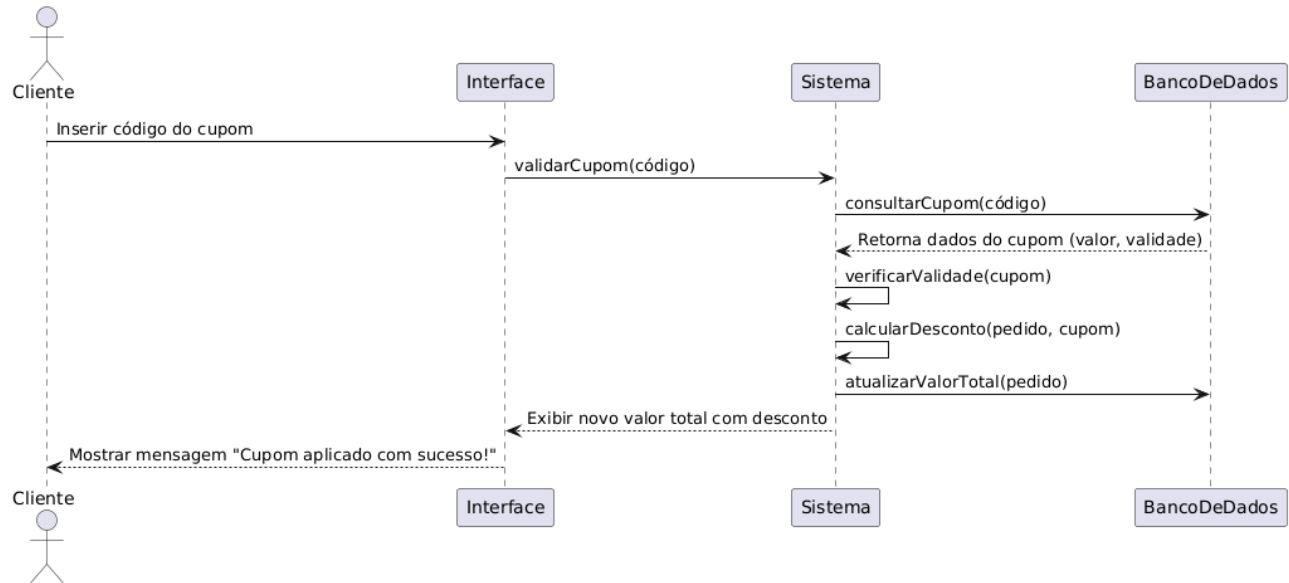 Cliente
Interface
Sistema
BancoDeDados
Inserir código do cupom
validarCupom(código)
consultarCupom(código)
Retorna dados do cupom (valor, validade)
verificarValidade(cupom)
calcularDesconto(pedido, cupom)
atualizarValorTotal(pedido)
Exibir novo valor total com desconto
Mostrar mensagem "Cupom aplicado com sucesso!"
Cliente
Interface
Sistema
BancoDeDados